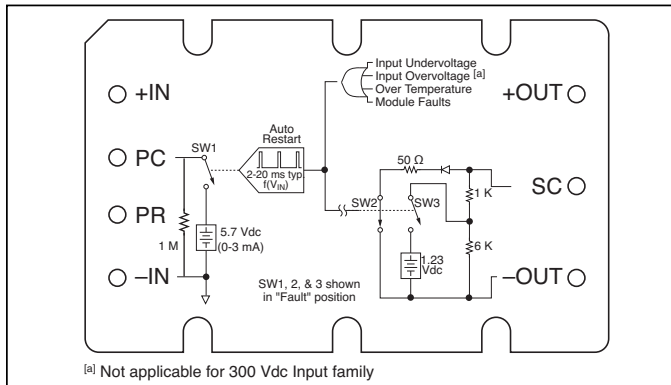 Input Undervoltage
Input Overvoltage [a]
Over Temperature
Module Faults
+IN
+OUT
Auto
Restart
SW1
PC
2-20 ms typ.
f(VIN)
50 Ω
SC
1 K
SW2
SW3
PR
5.7 Vdc
(0-3 mA)
1 M
6 K
1.23
Vdc
–IN
–OUT
SW1, 2, & 3 shown
in "Fault" position
[a] Not applicable for 300 Vdc Input family